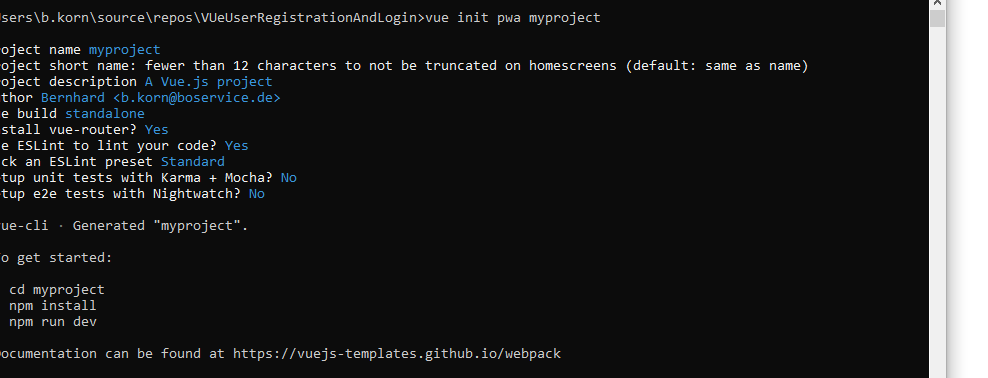 sers\b.korn\source\repos\VUeUserRegistrationAndLogin>vue init pwa myproject
oject name myproject
oject short name: fewer than 12 characters to not be truncated on homescreens (default: same as name)
oject description A Vue.js project
thor Bernhard <b.korn@boservice.de>
e build standalone
stall vue-router? Yes
e ESLint to lint your code? Yes
ck an ESLint preset Standard
tup unit tests with Karma + Mocha? No
tup e2e tests with Nightwatch? No
ue-cli · Generated "myproject".
o get started:
cd myproject
npm install
npm run dev
ocumentation can be found at https://vuejs-templates.github.io/webpack